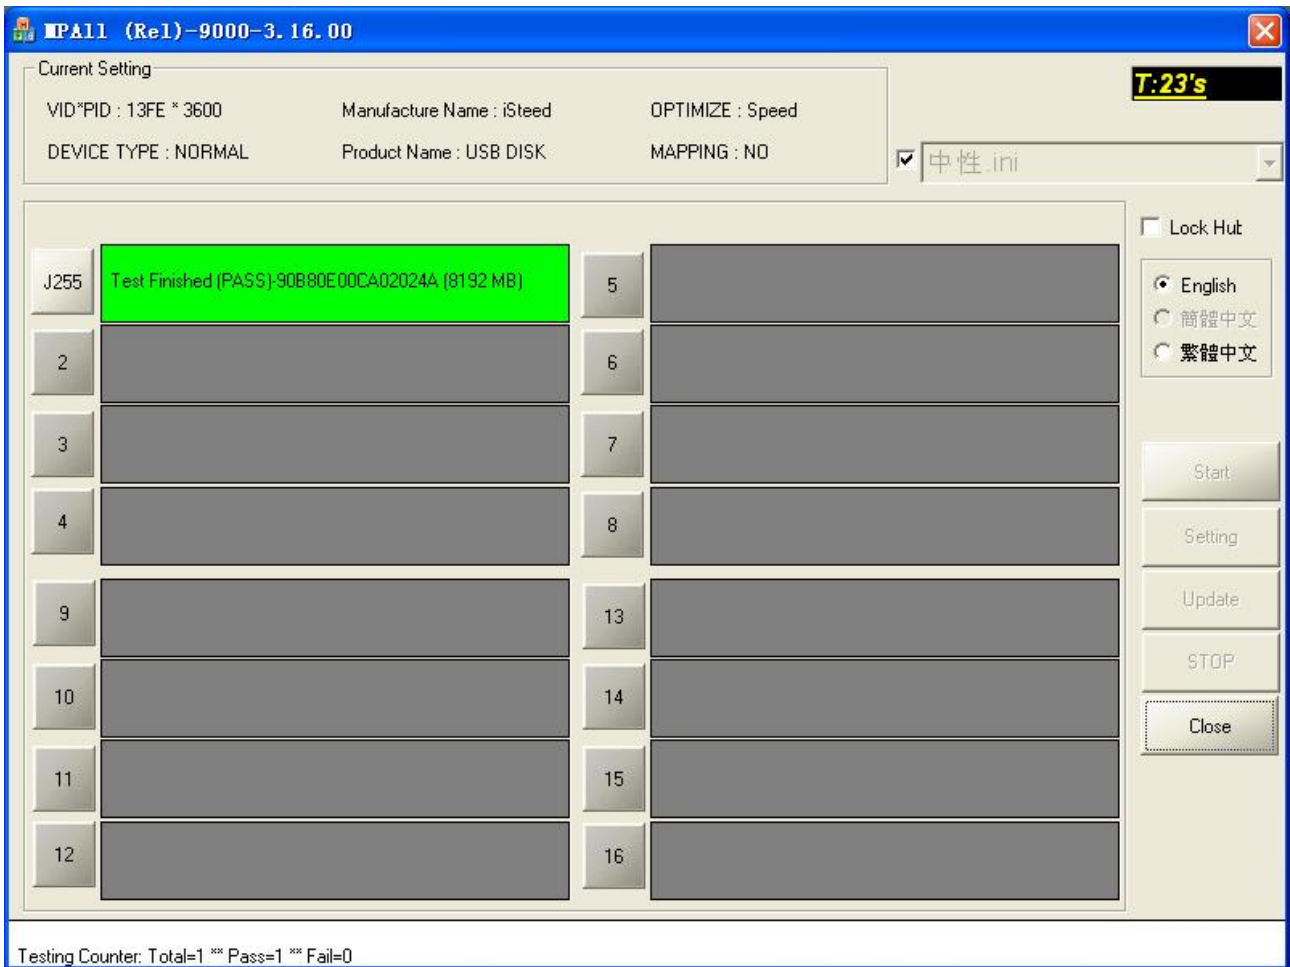 MPAll (Rel)-9000-3.16.00
Current Setting
T:23's
VID*PID : 13FE * 3600
Manufacture Name : iSteed
OPTIMIZE : Speed
DEVICE TYPE : NORMAL
Product Name : USB DISK
MAPPING : NO
中性.ini
Lock Hub
J255
Test Finished (PASS)-90B80E00CA02024A (8192 MB)
5
English
簡體中文
2
6
繁體中文
3
7
Start
4
8
Setting
9
13
Update
STOP
10
14
Close
11
15
12
16
Testing Counter: Total=1 ** Pass=1 ** Fail=0